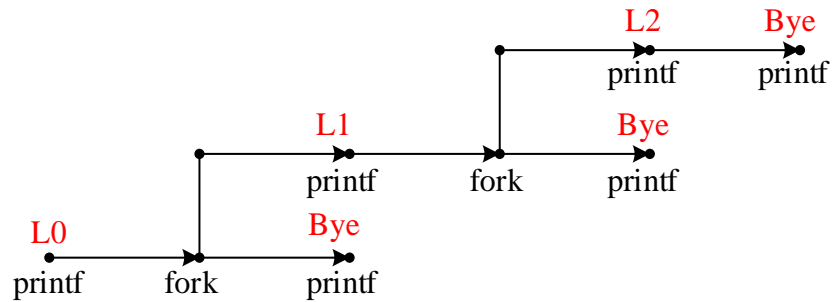 L2 Bye
printf printf
L1 Bye
printf fork printf
L0 Bye
printf fork printf